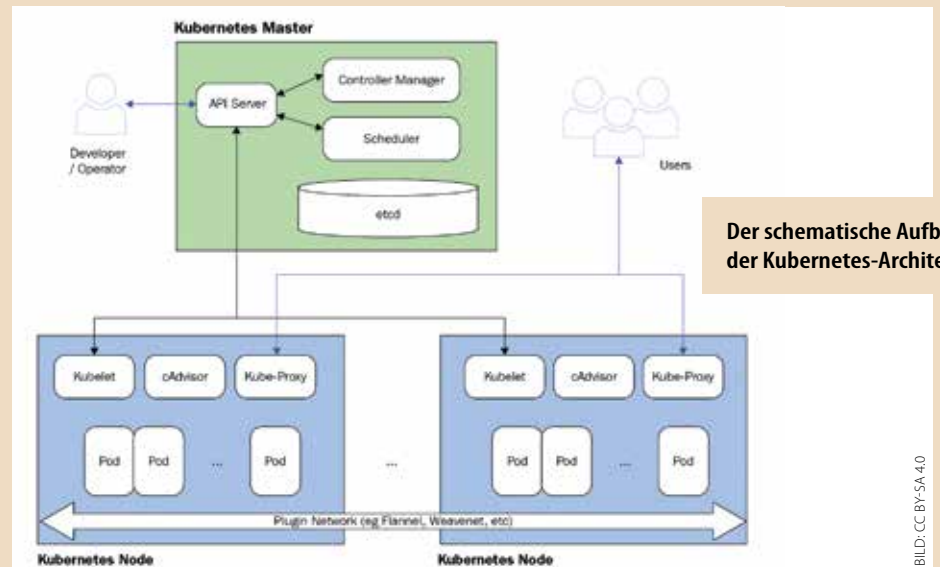 Kubernetes Master
API Server
Controller Manager
Scheduler
etcd
Developer
/ Operator
Users
Der schematische
der Kubernetes-
Kubelet
cAdvisor
Kube-Proxy
Pod
Pod
...
Pod
...
Kubelet
cAdvisor
Kube-Proxy
Pod
Pod
...
Pod
Plugin Network (eg Flannel, Weavenet, etc)
Kubernetes Node
Kubernetes Node
BILD: CC BY-SA 4.0